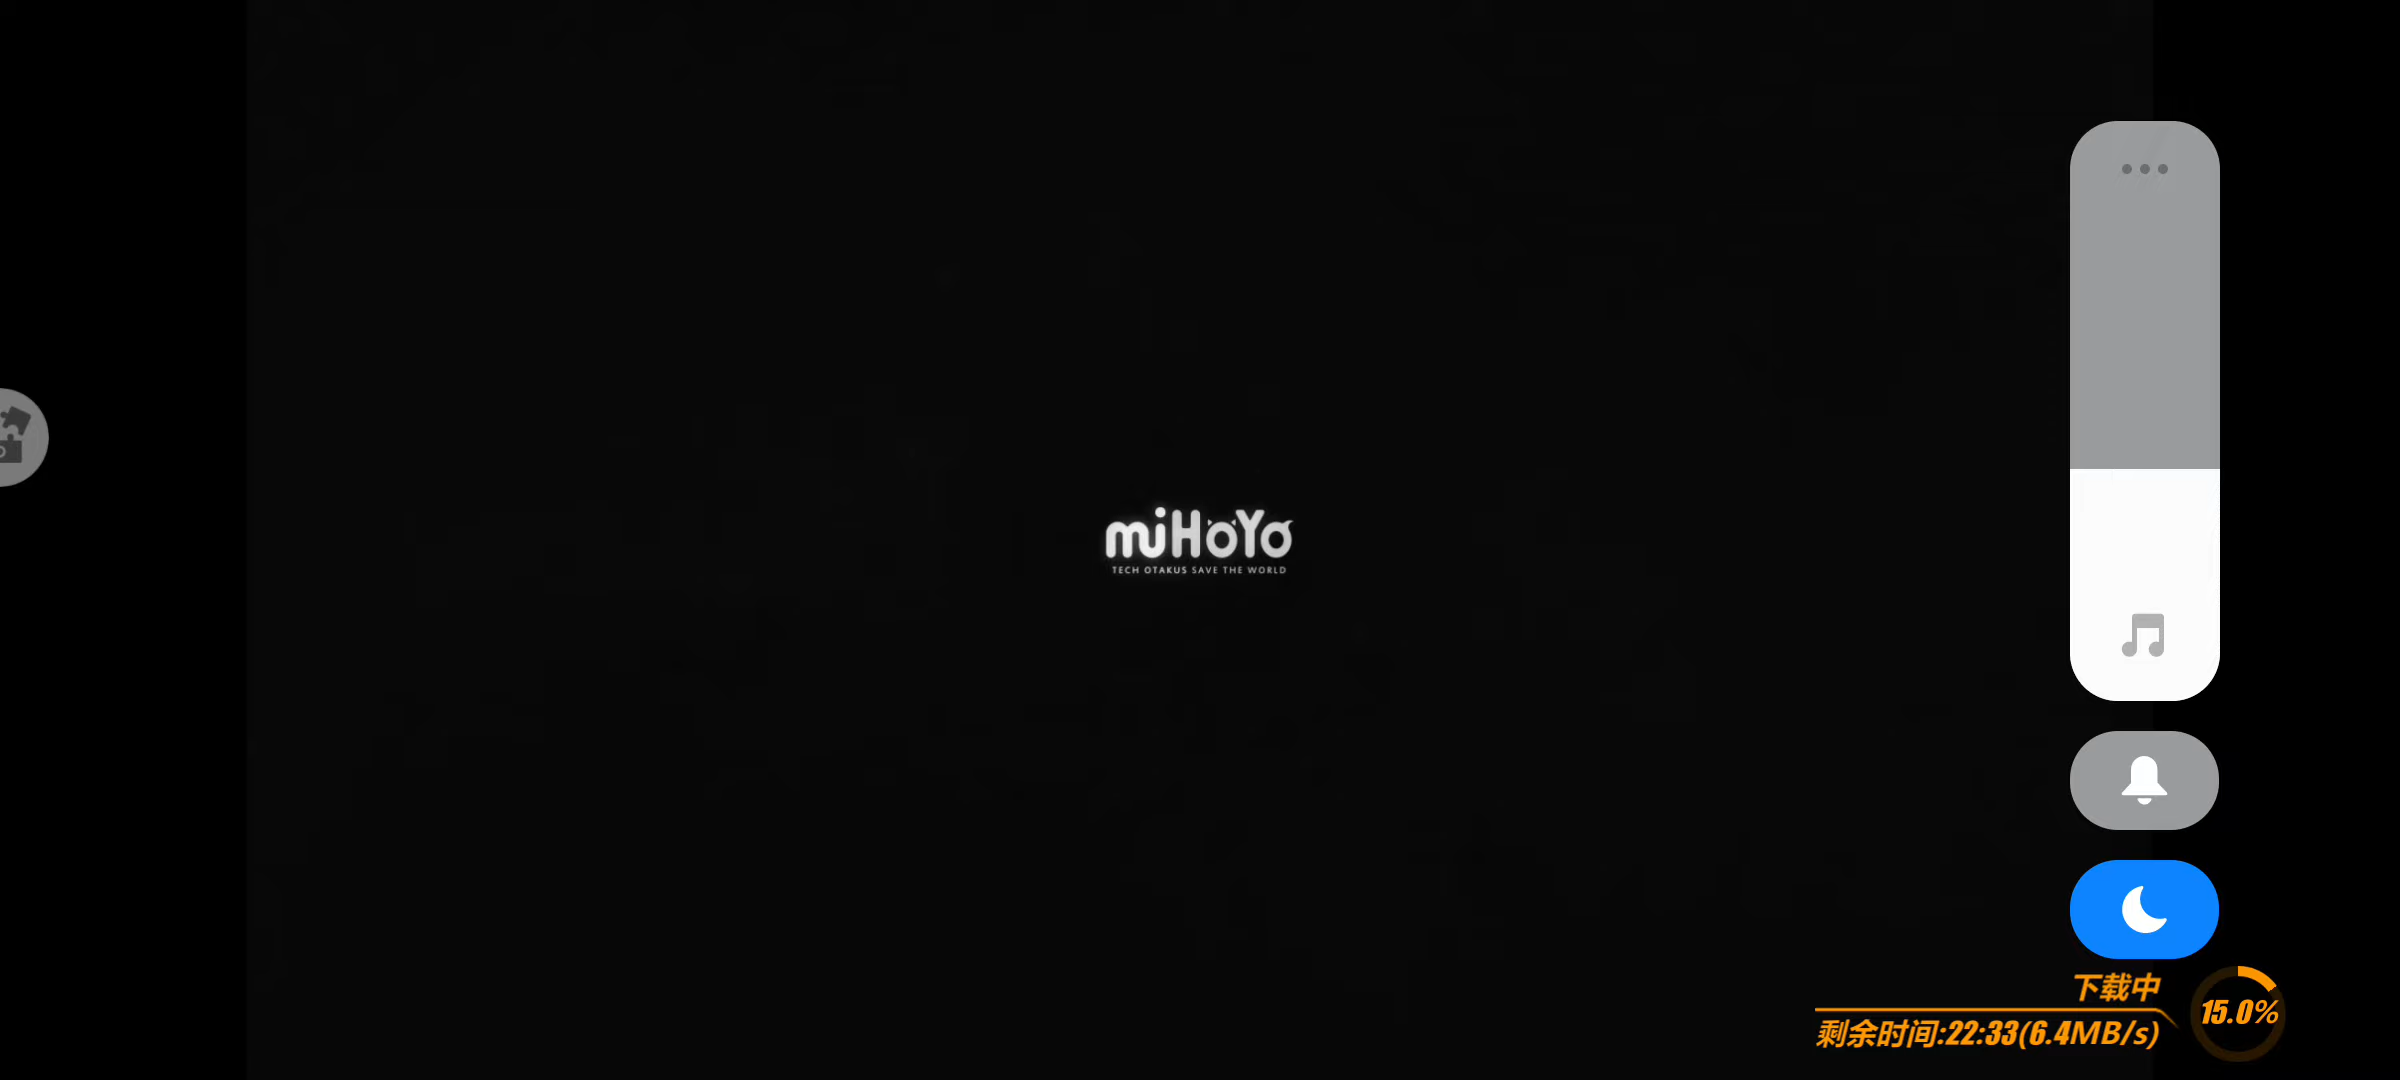 miHoYo
TECH OTAKUS SAVE THE WORLD
下载中
剩余时间:22:33(6.4MB/s)
15.0%